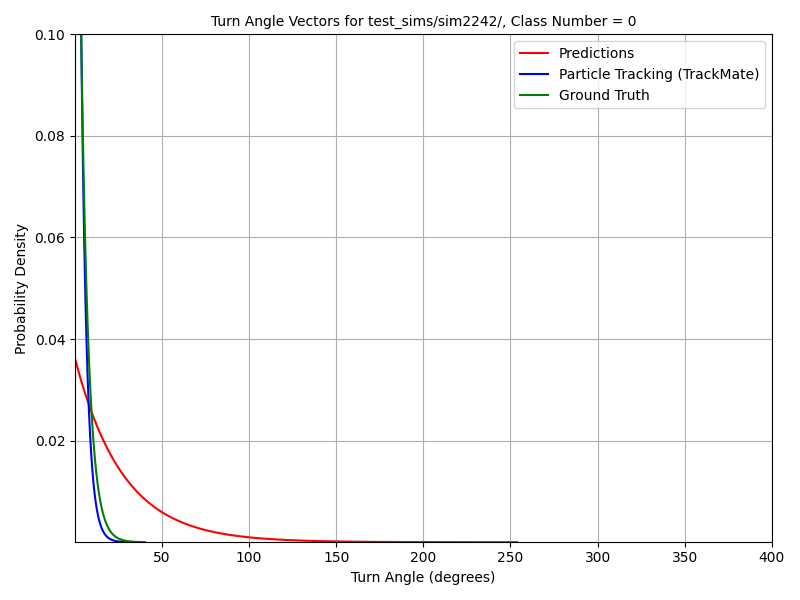 Turn Angle Vectors for test_sims/sim2242/, Class Number = 0
Predictions
Particle Tracking (TrackMate)
Ground Truth
0.10
0.08
0.06
0.04
0.02
Probability Density
50 100 150 200 250 300 350 400
Turn Angle (degrees)